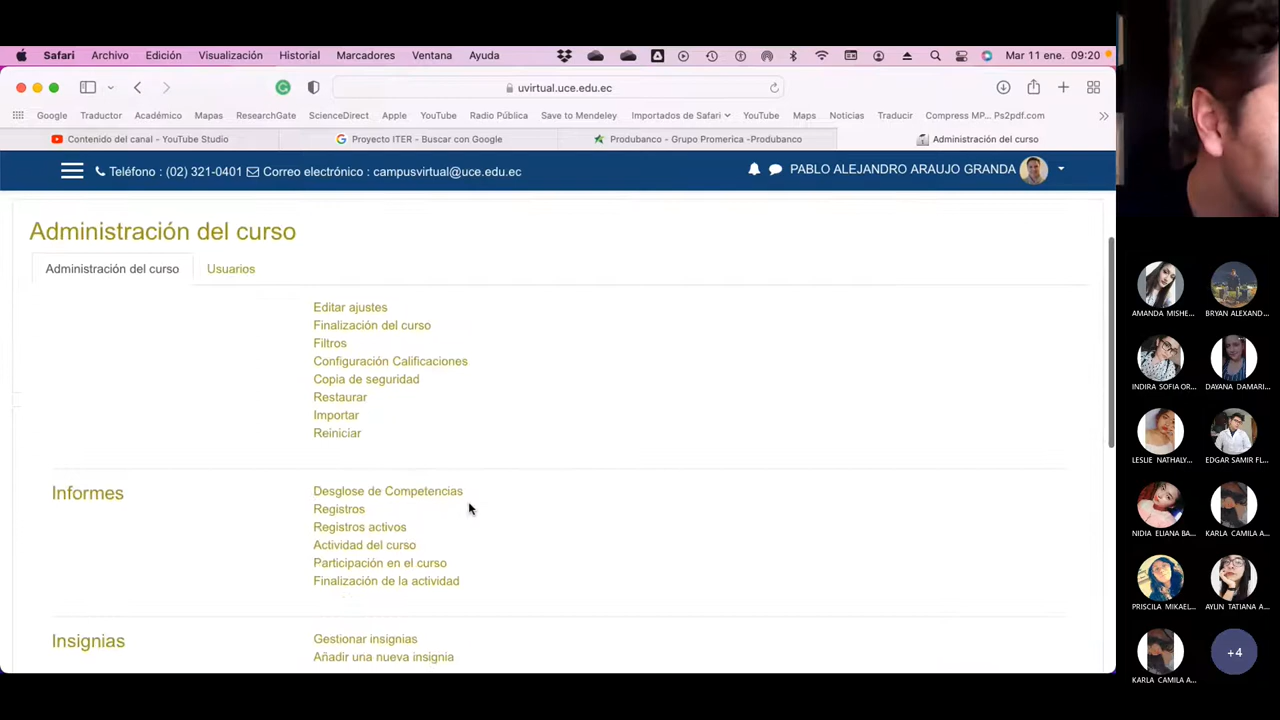 Safari Archivo Edición Visualización Historial Marcadores Ventana Ayuda Mar 11 ene. 09:20
uvirtual.uce.edu.ec
Google Traductor Académico Mapas ResearchGate ScienceDirect Apple YouTube Radio Pública Save to Mendeley Importados de Safari YouTube Maps Noticias Traducir Compress MP... Ps2pdf.com
Contenido del canal - YouTube Studio Proyecto ITER - Buscar con Google Produbanco - Grupo Promerica -Produbanco Administración del curso
Teléfono : (02) 321-0401 Correo electrónico : campusvirtual@uce.edu.ec PABLO ALEJANDRO ARAUJO GRANDA
Administración del curso
Administración del curso Usuarios
Editar ajustes
Finalización del curso
Filtros
Configuración Calificaciones
Copia de seguridad
Restaurar
Importar
Reiniciar
Informes
Desglose de Competencias
Registros
Registros activos
Actividad del curso
Participación en el curso
Finalización de la actividad
Insignias
Gestionar insignias
Añadir una nueva insignia
AMANDA MISHE... BRYAN ALEXAND...
INDIRA SOFIA OR... DAYANA DAMARI...
LESLIE NATHALY... EDGAR SAMIR FL...
NIDIA ELIANA BA... KARLA CAMILA A...
PRISCILA MIKAEL... AYLIN TATIANA A...
KARLA CAMILA A... +4